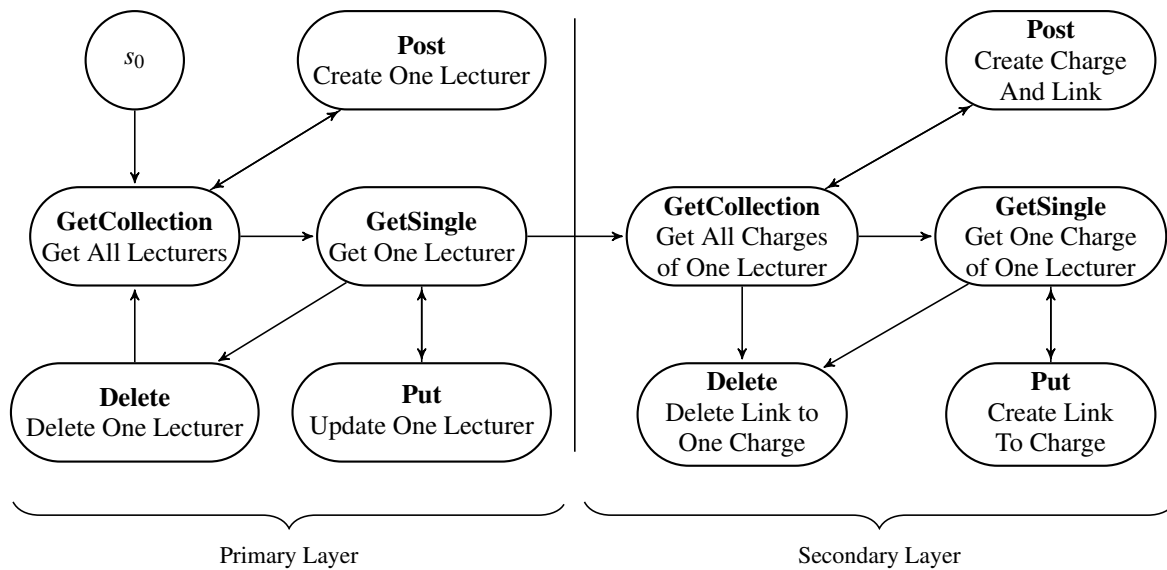 s0
Post
Create One Lecturer
Post
Create Charge
And Link
GetCollection
Get All Lecturers
GetSingle
Get One Lecturer
GetCollection
Get All Charges
of One Lecturer
GetSingle
Get One Charge
of One Lecturer
Delete
Delete One Lecturer
Put
Update One Lecturer
Delete
Delete Link to
One Charge
Put
Create Link
To Charge
Primary Layer
Secondary Layer